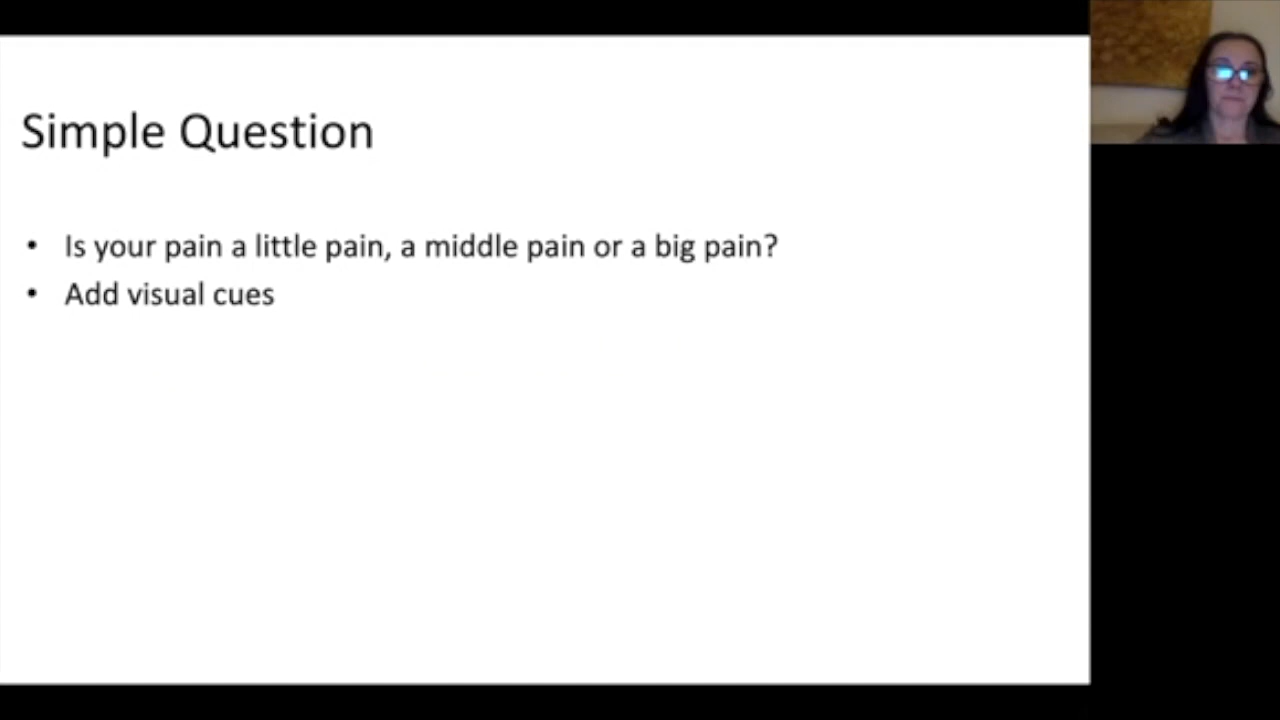 Simple Question
• Is your pain a little pain, a middle pain or a big pain?
• Add visual cues